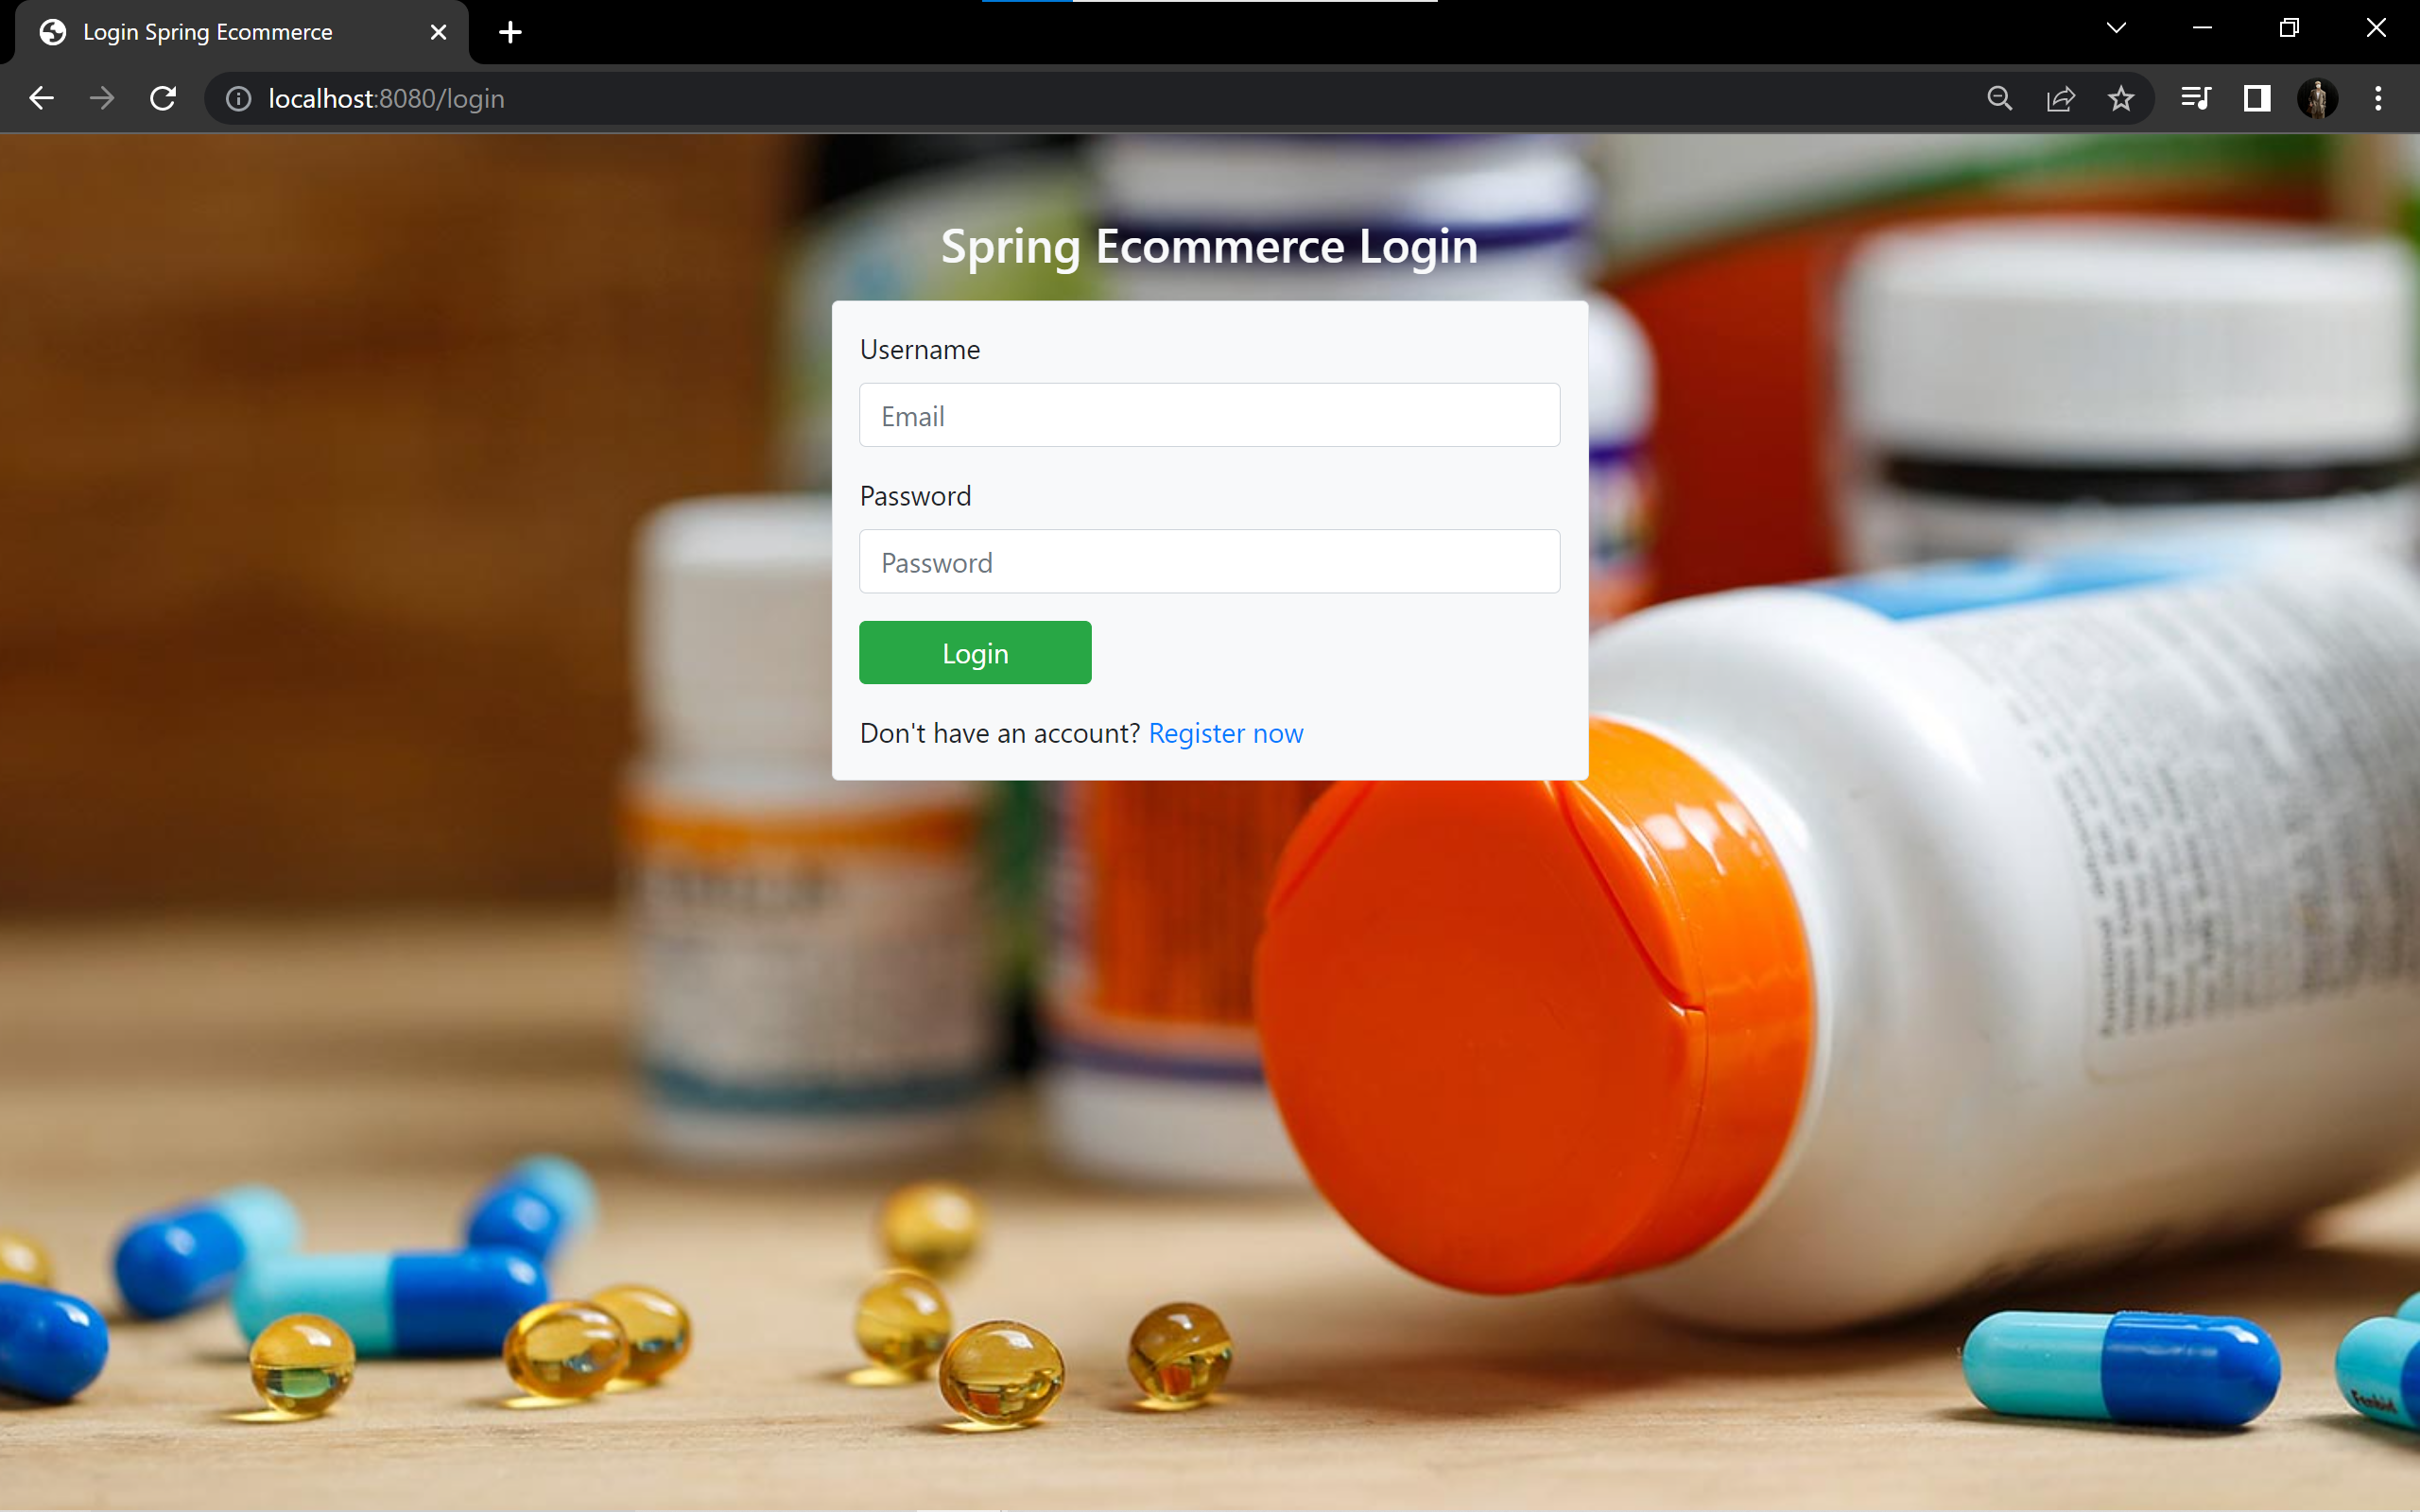 Login Spring Ecommerce
localhost:8080/login
Spring Ecommerce Login
Username
Email
Password
Password
Login
Don't have an account? Register now
Fenbid